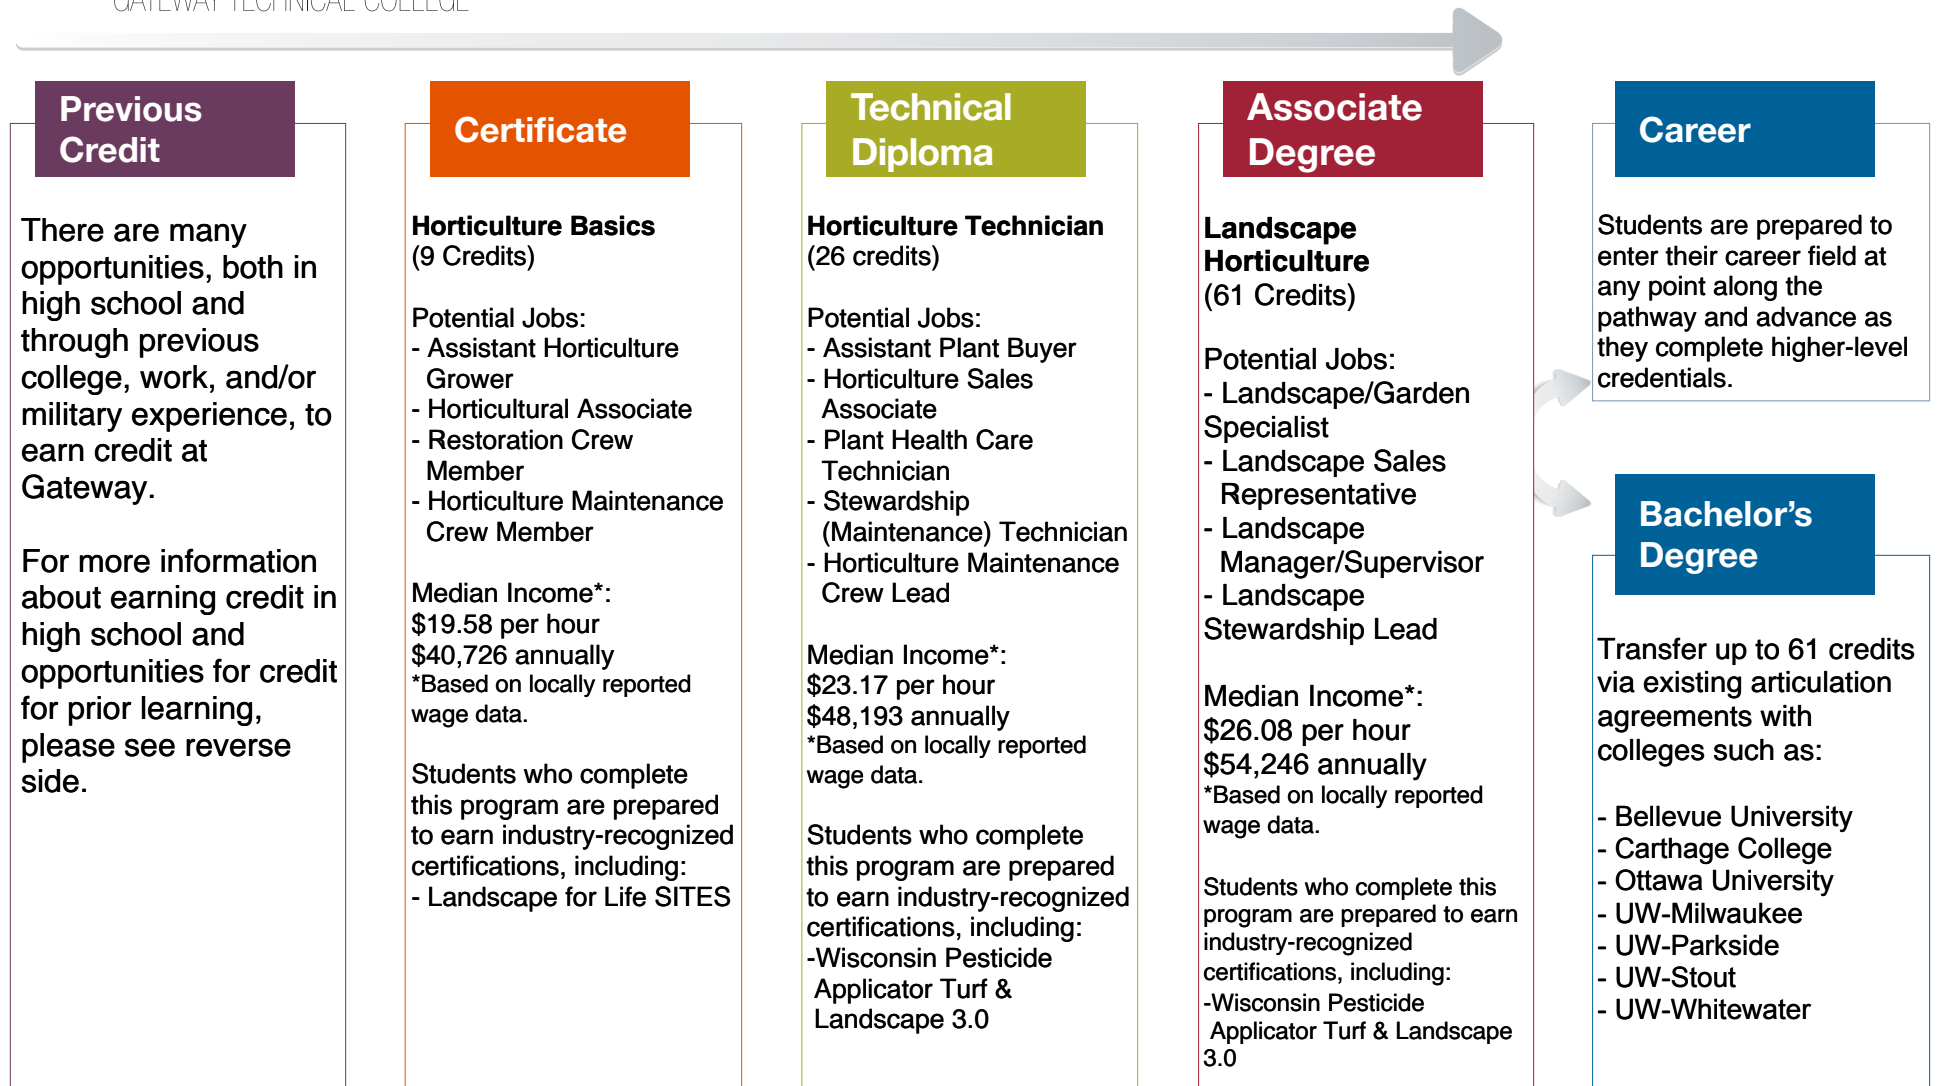 GATEWAY TECHNICAL COLLEGE
Previous
Credit
There are many
opportunities, both in
high school and
through previous
college, work, and/or
military experience, to
earn credit at
Gateway.
For more information
about earning credit in
high school and
opportunities for credit
for prior learning,
please see reverse
side.
Certificate
Horticulture Basics
(9 Credits)
Potential Jobs:
- Assistant Horticulture
Grower
- Horticultural Associate
- Restoration Crew
Member
- Horticulture Maintenance
Crew Member
Median Income*:
$19.58 per hour
$40,726 annually
*Based on locally reported
wage data.
Students who complete
this program are prepared
to earn industry-recognized
certifications, including:
- Landscape for Life SITES
Technical
Diploma
Horticulture Technician
(26 credits)
Potential Jobs:
- Assistant Plant Buyer
- Horticulture Sales
Associate
- Plant Health Care
Technician
- Stewardship
(Maintenance) Technician
- Horticulture Maintenance
Crew Lead
Median Income*:
$23.17 per hour
$48,193 annually
*Based on locally reported
wage data.
Students who complete
this program are prepared
to earn industry-recognized
certifications, including:
-Wisconsin Pesticide
Applicator Turf &
Landscape 3.0
Associate
Degree
Landscape
Horticulture
(61 Credits)
Potential Jobs:
- Landscape/Garden
Specialist
- Landscape Sales
Representative
- Landscape
Manager/Supervisor
- Landscape
Stewardship Lead
Median Income*:
$26.08 per hour
$54,246 annually
*Based on locally reported
wage data.
Students who complete this
program are prepared to earn
industry-recognized
certifications, including:
-Wisconsin Pesticide
Applicator Turf & Landscape
3.0
Career
Students are prepared to
enter their career field at
any point along the
pathway and advance as
they complete higher-level
credentials.
Bachelor’s
Degree
Transfer up to 61 credits
via existing articulation
agreements with
colleges such as:
- Bellevue University
- Carthage College
- Ottawa University
- UW-Milwaukee
- UW-Parkside
- UW-Stout
- UW-Whitewater